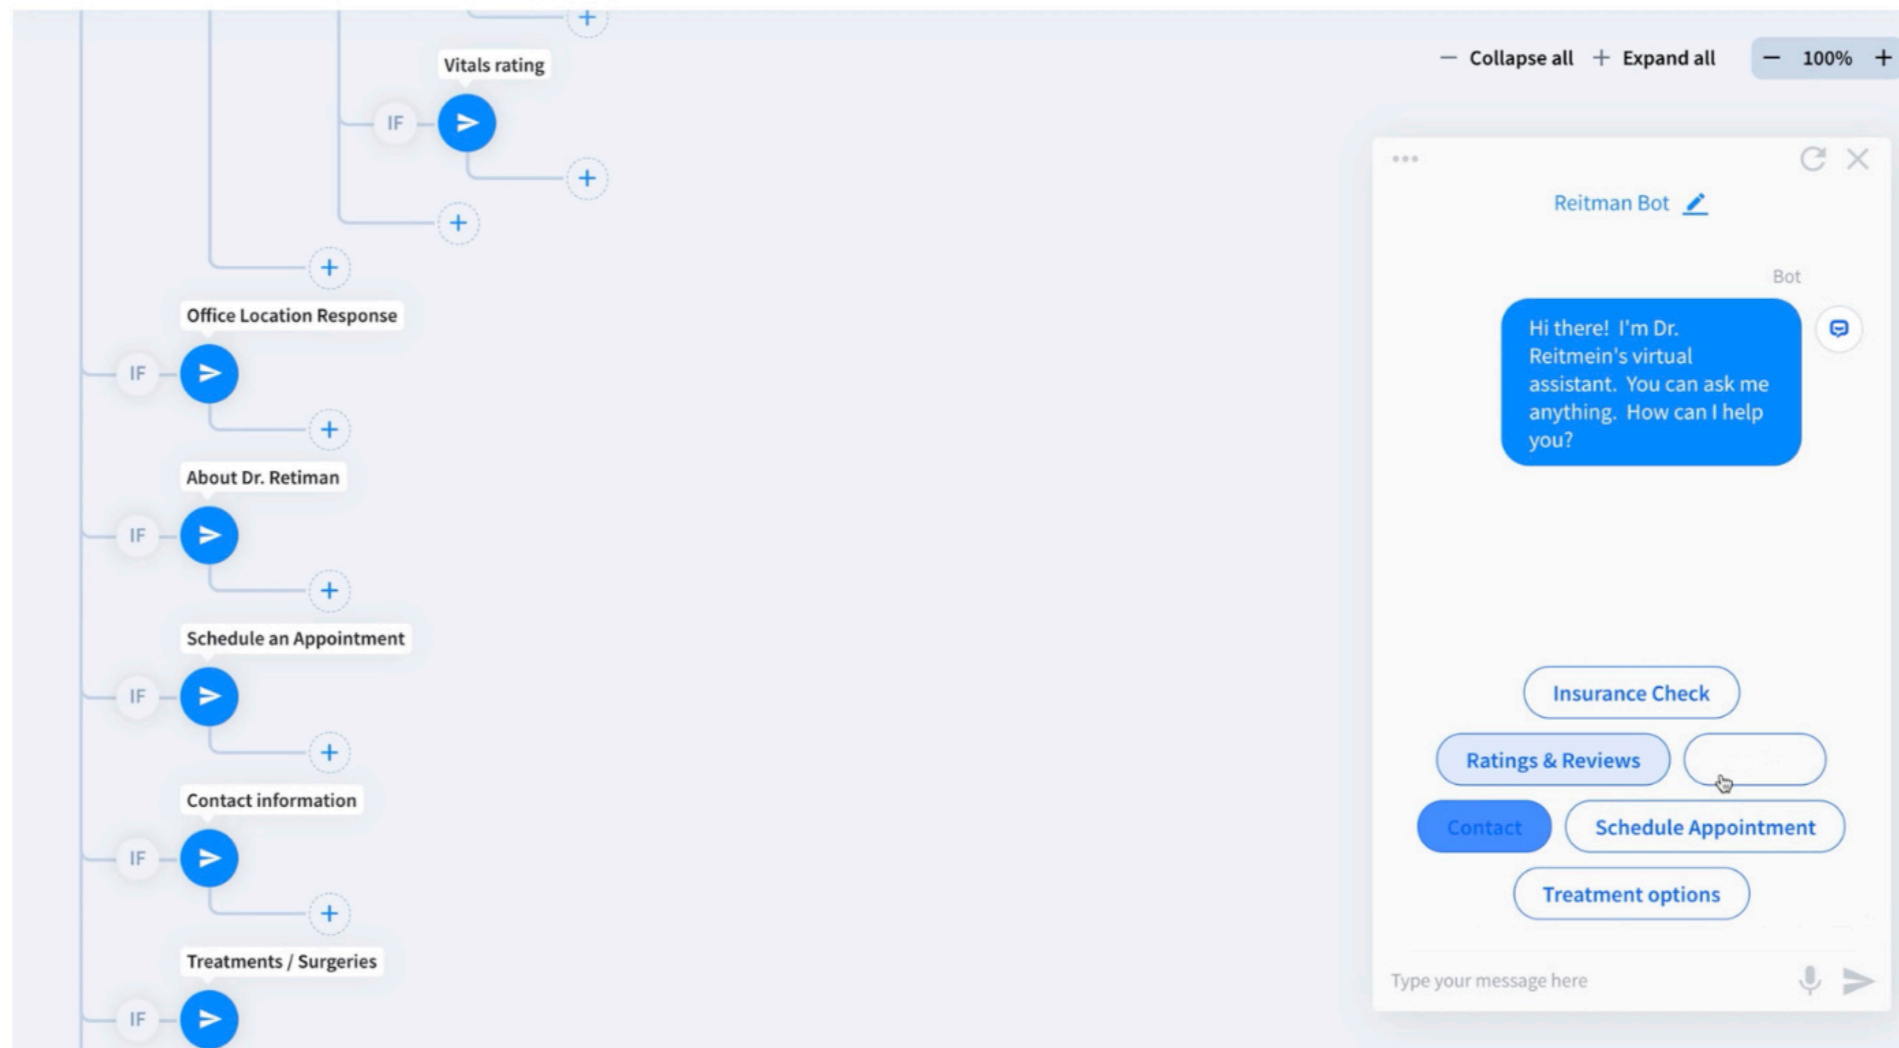 Vitals rating
IF
Office Location Response
IF
About Dr. Retiman
IF
Schedule an Appointment
IF
Contact information
IF
Treatments / Surgeries
IF
Collapse all
Expand all
100%
Reitman Bot
Bot
Hi there! I'm Dr.
Reitmein's virtual
assistant. You can ask me
anything. How can I help
you?
Insurance Check
Ratings & Reviews
Contact
Schedule Appointment
Treatment options
Type your message here